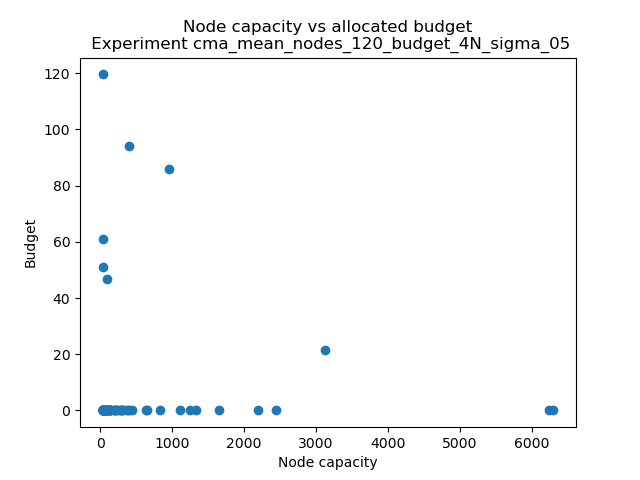 Node capacity vs allocated budget
Experiment cma_mean_nodes_120_budget_4N_sigma_05
120
100
80
60
40
20
0
Budget
0 1000 2000 3000 4000 5000 6000
Node capacity